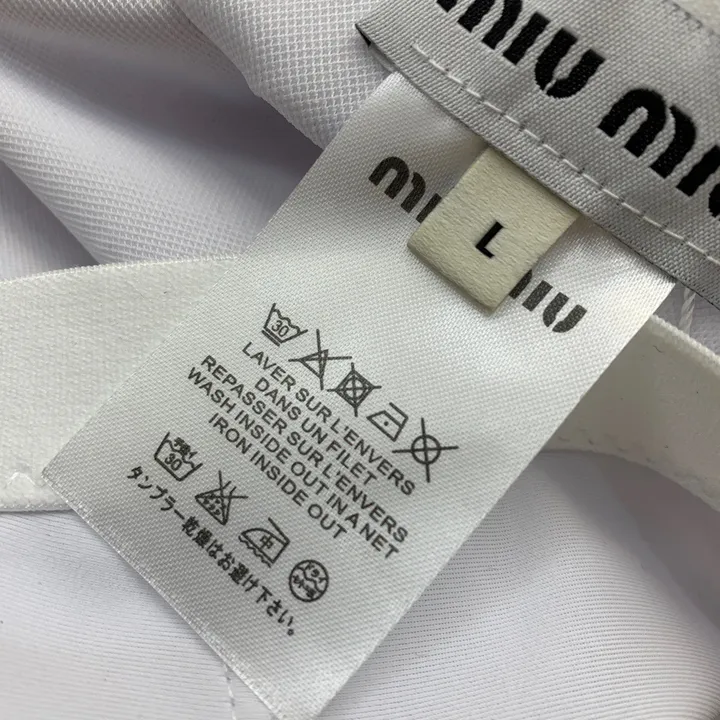 miu miu
miu miu
L
30
LAVER SUR L'ENVERS
DANS UN FILET
REPASSER SUR L'ENVERS
WASH INSIDE OUT IN A NET
IRON INSIDE OUT
30
タンブラー乾燥はお避け下さい。